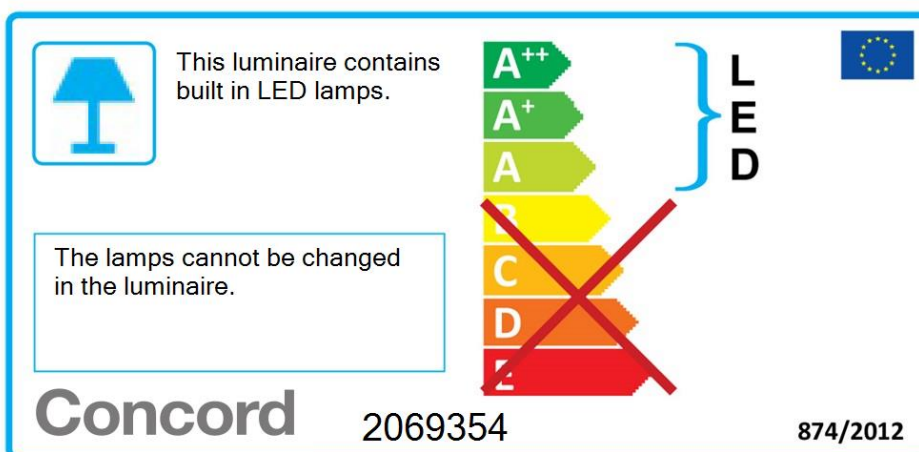 This luminaire contains
built in LED lamps.
A++
A+
A
B
C
D
E
L
E
D
The lamps cannot be changed
in the luminaire.
Concord
2069354
874/2012